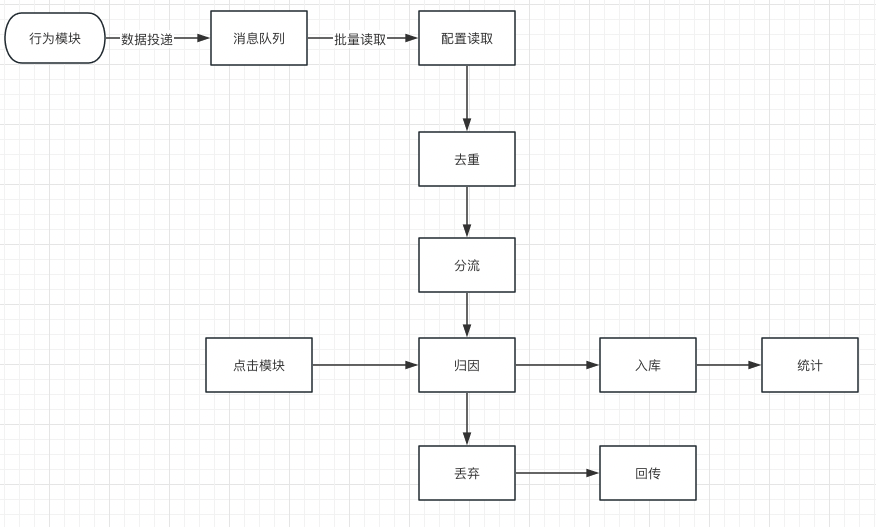 行为模块
数据投递
消息队列
批量读取
配置读取
去重
分流
点击模块
归因
入库
统计
丢弃
回传